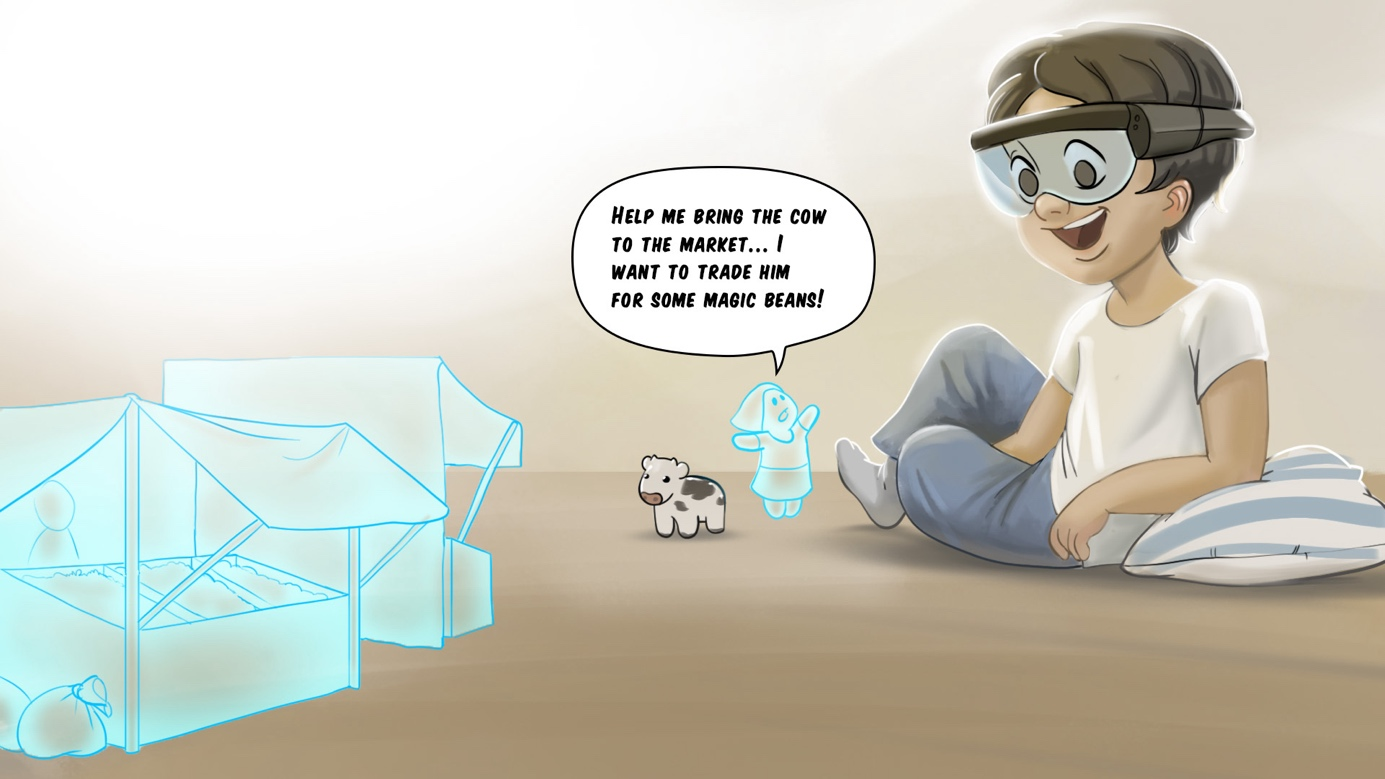 Help me bring the cow
to the market... I
want to trade him
for some magic beans!